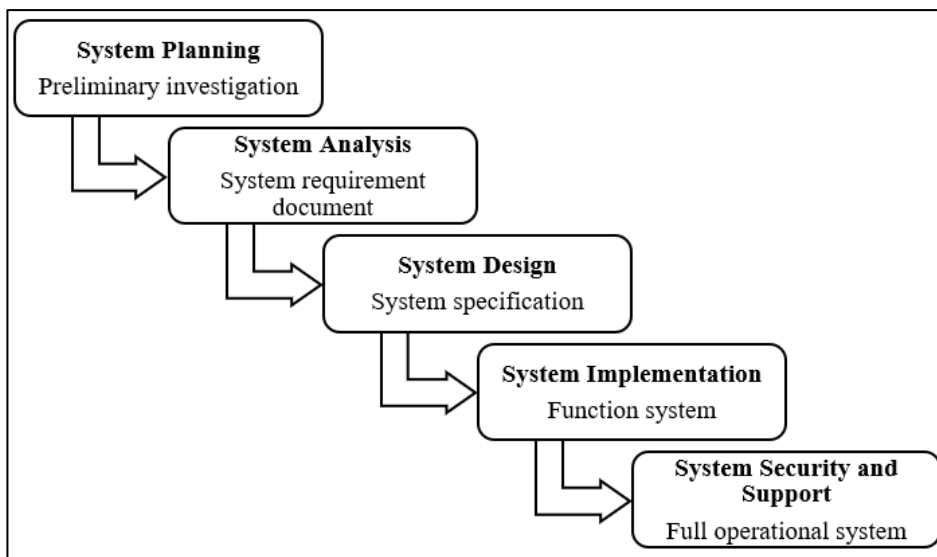 System Planning
Preliminary investigation
System Analysis
System requirement
document
System Design
System specification
System Implementation
Function system
System Security and
Support
Full operational system